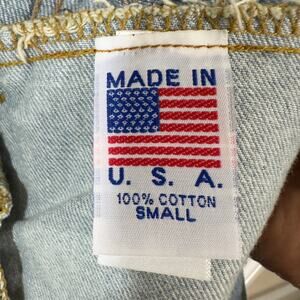 MADE IN
U. S. A.
100% COTTON
SMALL